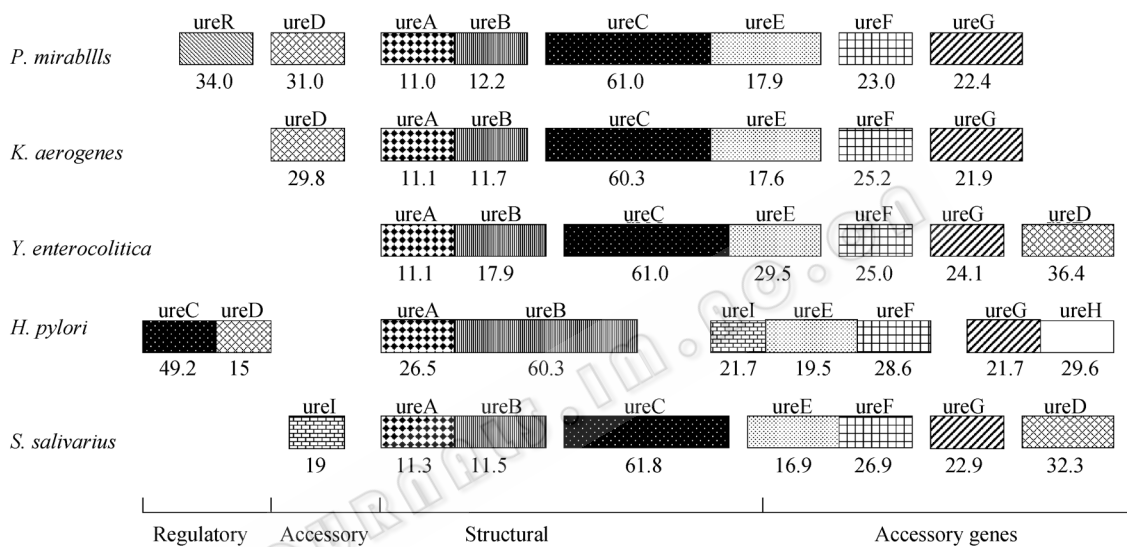 ureR ureD ureA ureB ureC ureE ureF ureG
P. mirabllls
34.0 31.0 11.0 12.2 61.0 17.9 23.0 22.4
ureD ureA ureB ureC ureE ureF ureG
K. aerogenes
29.8 11.1 11.7 60.3 17.6 25.2 21.9
ureA ureB ureC ureE ureF ureG ureD
Y. enterocolitica
11.1 17.9 61.0 29.5 25.0 24.1 36.4
ureC ureD ureA ureB ureI ureE ureF ureG ureH
H. pylori
49.2 15 26.5 60.3 21.7 19.5 28.6 21.7 29.6
ureI ureA ureB ureC ureE ureF ureG ureD
S. salivarius
19 11.3 11.5 61.8 16.9 26.9 22.9 32.3
Regulatory Accessory Structural Accessory genes